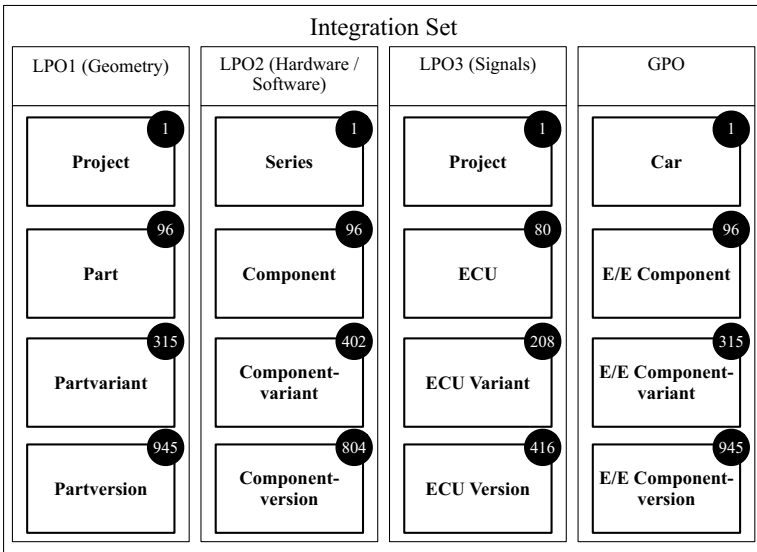 Integration Set
LPO1 (Geometry)
1
Project
96
Part
315
Partvariant
945
Partversion
LPO2 (Hardware /
Software)
1
Series
96
Component
402
Component-
variant
804
Component-
version
LPO3 (Signals)
1
Project
80
ECU
208
ECU Variant
416
ECU Version
GPO
1
Car
96
E/E Component
315
E/E Component-
variant
945
E/E Component-
version